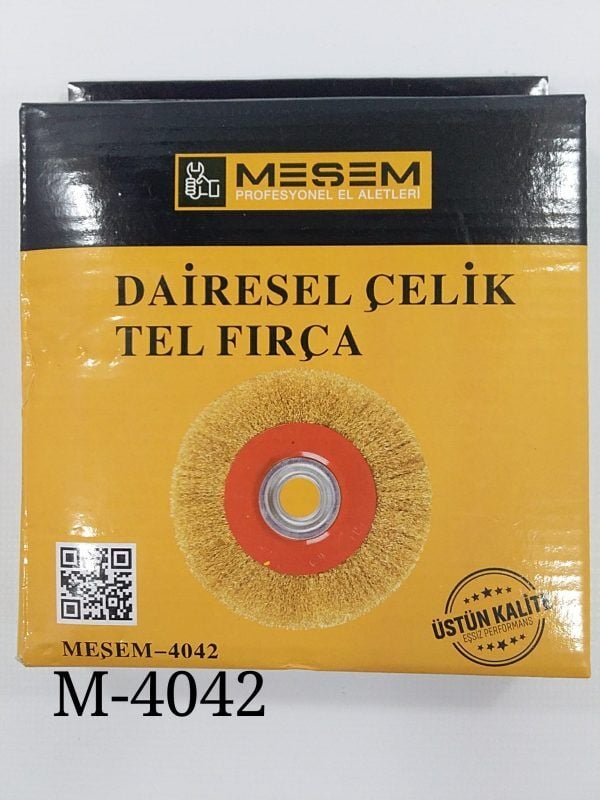 MEŞEM
PROFESYONEL EL ALETLERİ
DAİRESEL ÇELİK
TEL FIRÇA
ÜSTÜN KALİTE
EŞSİZ PERFORMANS
MEŞEM-4042
M-4042